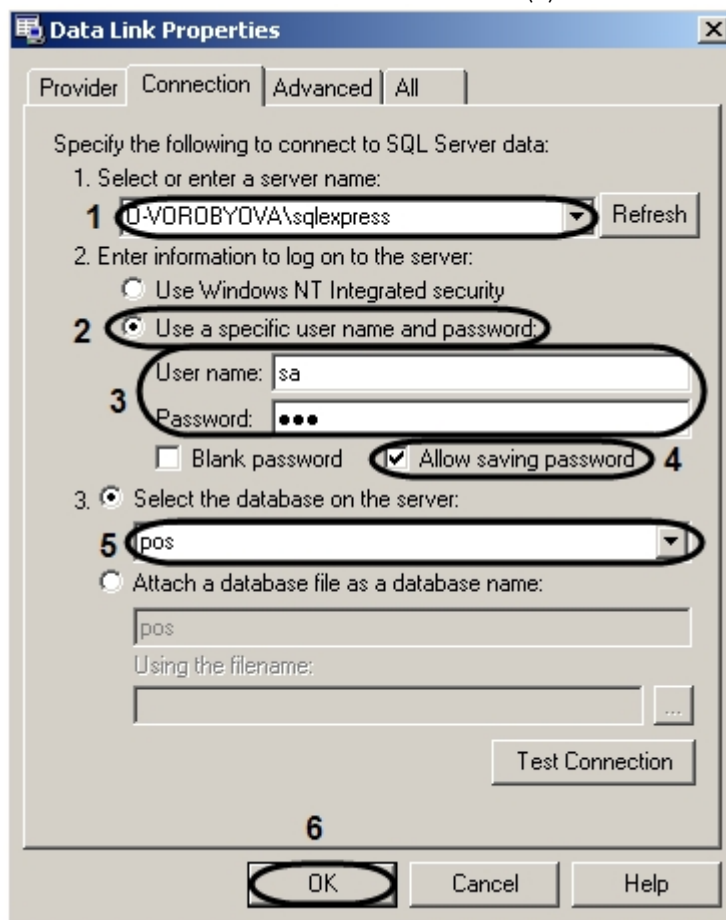 Data Link Properties
Provider Connection Advanced All
Specify the following to connect to SQL Server data:
1. Select or enter a server name:
1 O-VOROBYOVA\sqlexpress Refresh
2. Enter information to log on to the server:
Use Windows NT Integrated security
2 Use a specific user name and password:
User name: sa
3
Password: ●●●
Blank password Allow saving password 4
3. Select the database on the server:
5 pos
Attach a database file as a database name:
pos
Using the filename:
...
Test Connection
6
OK Cancel Help